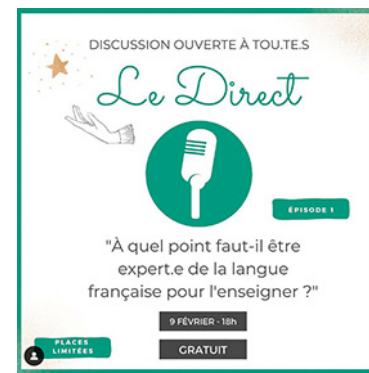 DISCUSSION OUVERTE À TOU.TE.S
Le Direct
ÉPISODE 1
"À quel point faut-il être
expert.e de la langue
française pour l'enseigner ?"
9 FÉVRIER - 18h
PLACES
LIMITÉES
GRATUIT